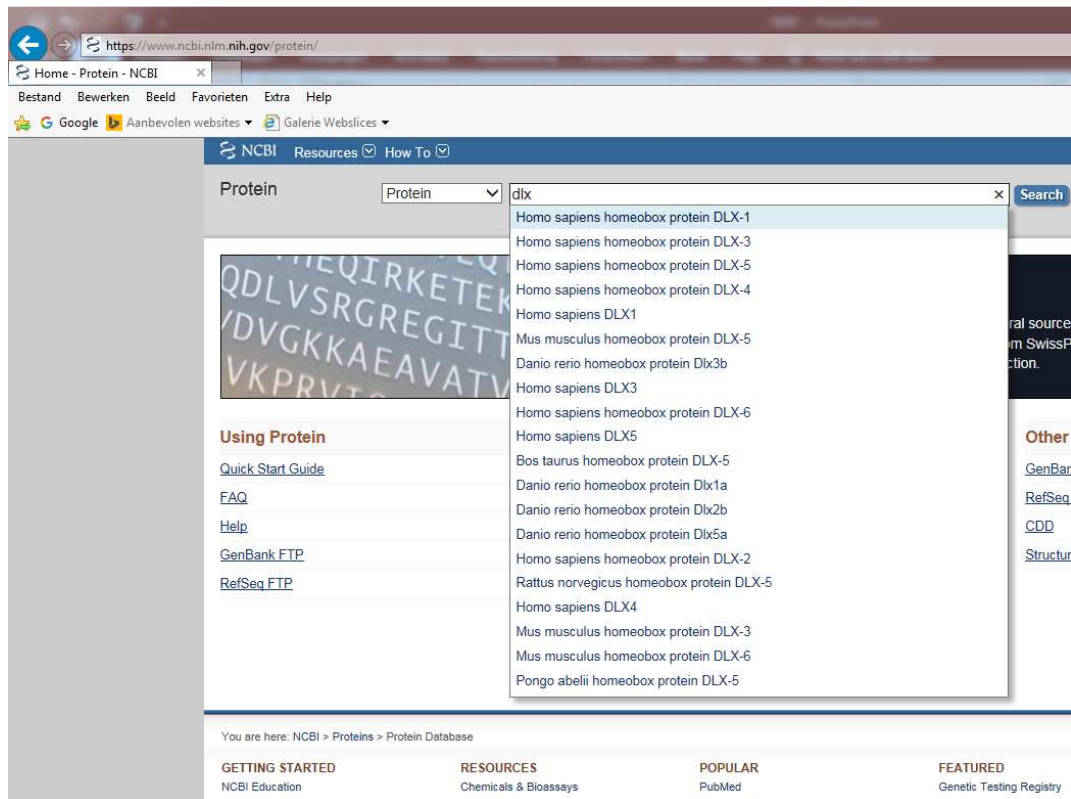 https://www.ncbi.nlm.nih.gov/protein/
Home - Protein - NCBI ×
Bestand Bewerken Beeld Favorieten Extra Help
Google Aanbevolen websites Galerie Webslices
NCBI Resources How To
Protein Protein dlx × Search
Homo sapiens homeobox protein DLX-1
Homo sapiens homeobox protein DLX-3
Homo sapiens homeobox protein DLX-5
Homo sapiens homeobox protein DLX-4
Homo sapiens DLX1
Mus musculus homeobox protein DLX-5
Danio rerio homeobox protein Dlx3b
Homo sapiens DLX3
Homo sapiens homeobox protein DLX-6
Homo sapiens DLX5
Bos taurus homeobox protein DLX-5
Danio rerio homeobox protein Dlx1a
Danio rerio homeobox protein Dlx2b
Danio rerio homeobox protein Dlx5a
Homo sapiens homeobox protein DLX-2
Rattus norvegicus homeobox protein DLX-5
Homo sapiens DLX4
Mus musculus homeobox protein DLX-3
Mus musculus homeobox protein DLX-6
Pongo abelii homeobox protein DLX-5
HEQIRKETEK
QDLVSRGREGITT
VDVGKKAEAVATV
VKPRV
ral source
m SwissP
ction.
Using Protein
Quick Start Guide
FAQ
Help
GenBank FTP
RefSeq FTP
Other
GenBan
RefSeq
CDD
Structur
You are here: NCBI > Proteins > Protein Database
GETTING STARTED
NCBI Education
RESOURCES
Chemicals & Bioassays
POPULAR
PubMed
FEATURED
Genetic Testing Registry